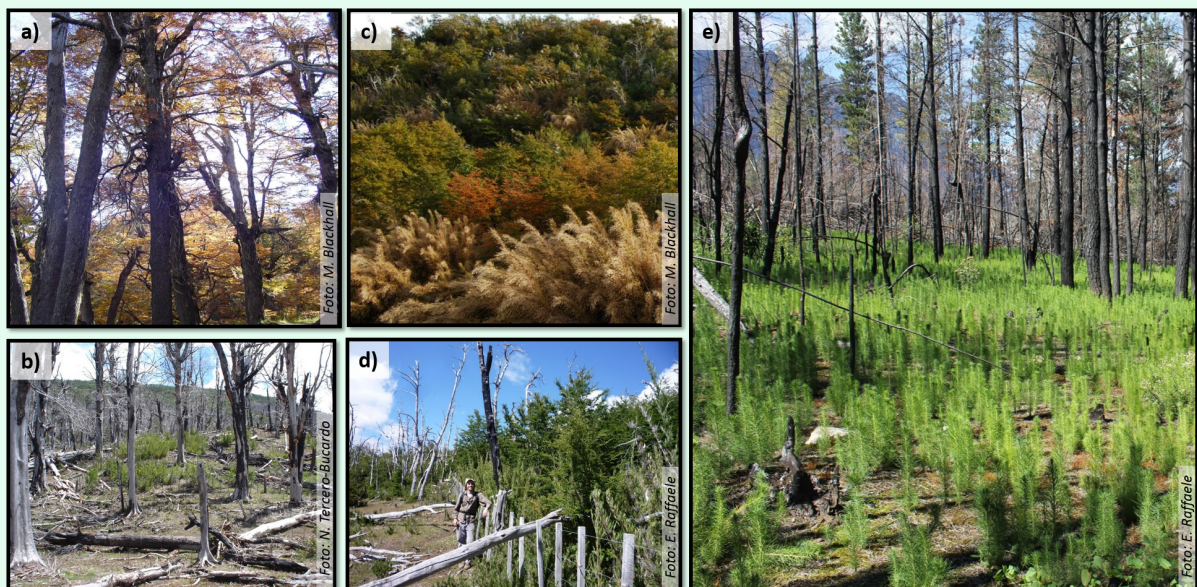 a)
Foto: M. Blackhall
b)
Foto: N. Tercero-Bucardo
c)
Foto: M. Blackhall
d)
Foto: E. Raffaele
e)
Foto: E. Raffaele